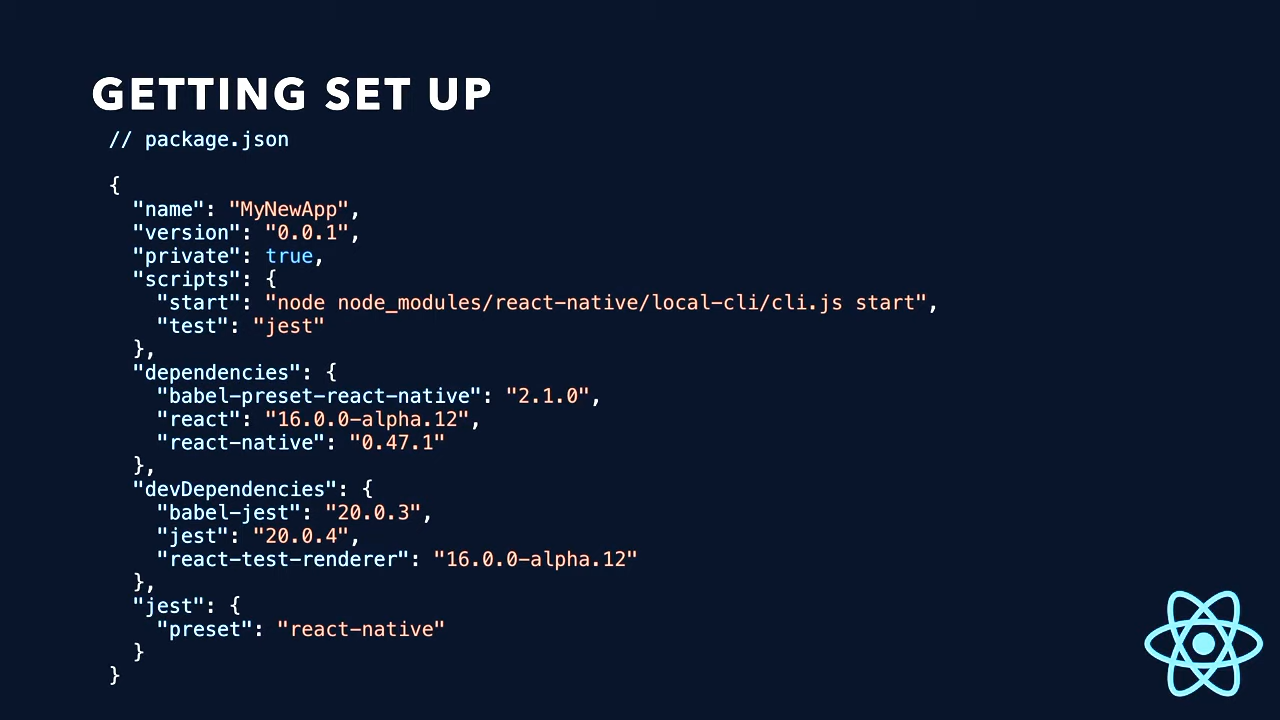 GETTING SET UP
// package.json
{
"name": "MyNewApp",
"version": "0.0.1",
"private": true,
"scripts": {
"start": "node node_modules/react-native/local-cli/cli.js start",
"test": "jest"
},
"dependencies": {
"babel-preset-react-native": "2.1.0",
"react": "16.0.0-alpha.12",
"react-native": "0.47.1"
},
"devDependencies": {
"babel-jest": "20.0.3",
"jest": "20.0.4",
"react-test-renderer": "16.0.0-alpha.12"
},
"jest": {
"preset": "react-native"
}
}